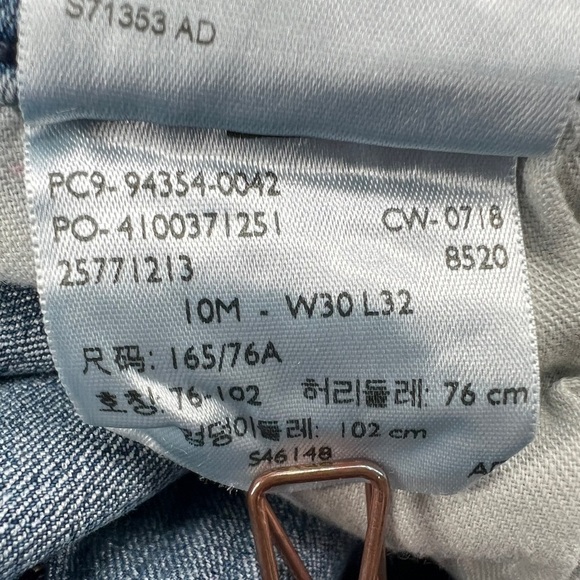 S71353 AD
PC9-94354-0042
PO-4100371251 CW-0718
25771213 8520
10M - W30 L32
尺码: 165/76A
호칭: 76-102 허리둘레: 76 cm
엉덩이둘레: 102 cm
S46148